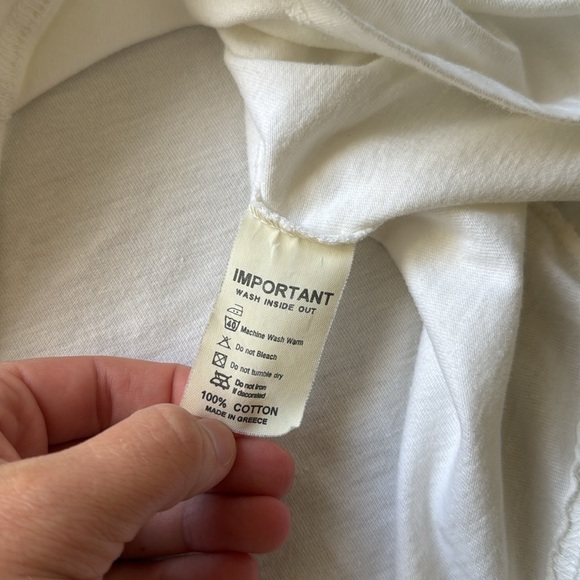 IMPORTANT
WASH INSIDE OUT
40 Machine Wash Warm
Do not Bleach
Do not tumble dry
Do not Iron
If discorated
100% COTTON
MADE IN GREECE